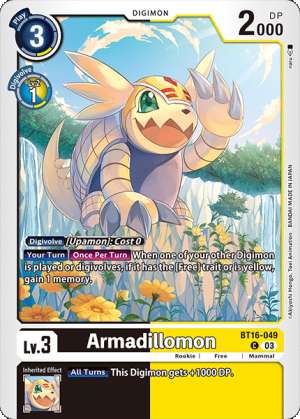 DIGIMON
Play
3
2000
DP
Digivolve
Lv.3
1
Digivolve [Upamon]: Cost 0
Your Turn Once Per Turn When one of your other Digimon
is played or digivolves, if it has the [Free] trait or is yellow,
gain 1 memory.
©Akiyoshi Hongo, Toei Animation · BANDAI MADE IN JAPAN
Armadillomon
BT16-049
C 03
Lv.3
Rookie
Free
Mammal
Inherited Effect
All Turns This Digimon gets +1000 DP.